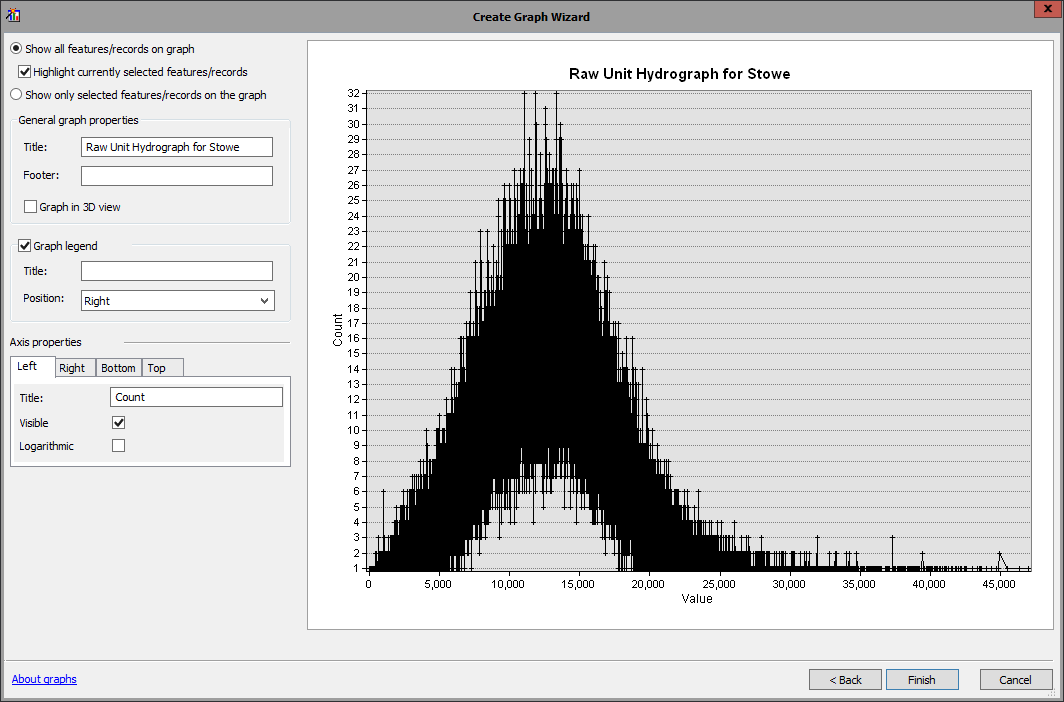 Create Graph Wizard
Show all features/records on graph
Highlight currently selected features/records
Show only selected features/records on the graph
General graph properties
Title: Raw Unit Hydrograph for Stowe
Footer:
Graph in 3D view
Graph legend
Title:
Position: Right
Axis properties
Left Right Bottom Top
Title: Count
Visible
Logarithmic
Raw Unit Hydrograph for Stowe
32
31
30
29
28
27
26
25
24
23
22
21
20
19
18
17
16
15
14
13
12
11
10
9
8
7
6
5
4
3
2
1
Count
0 5,000 10,000 15,000 20,000 25,000 30,000 35,000 40,000 45,000
Value
About graphs
< Back Finish Cancel